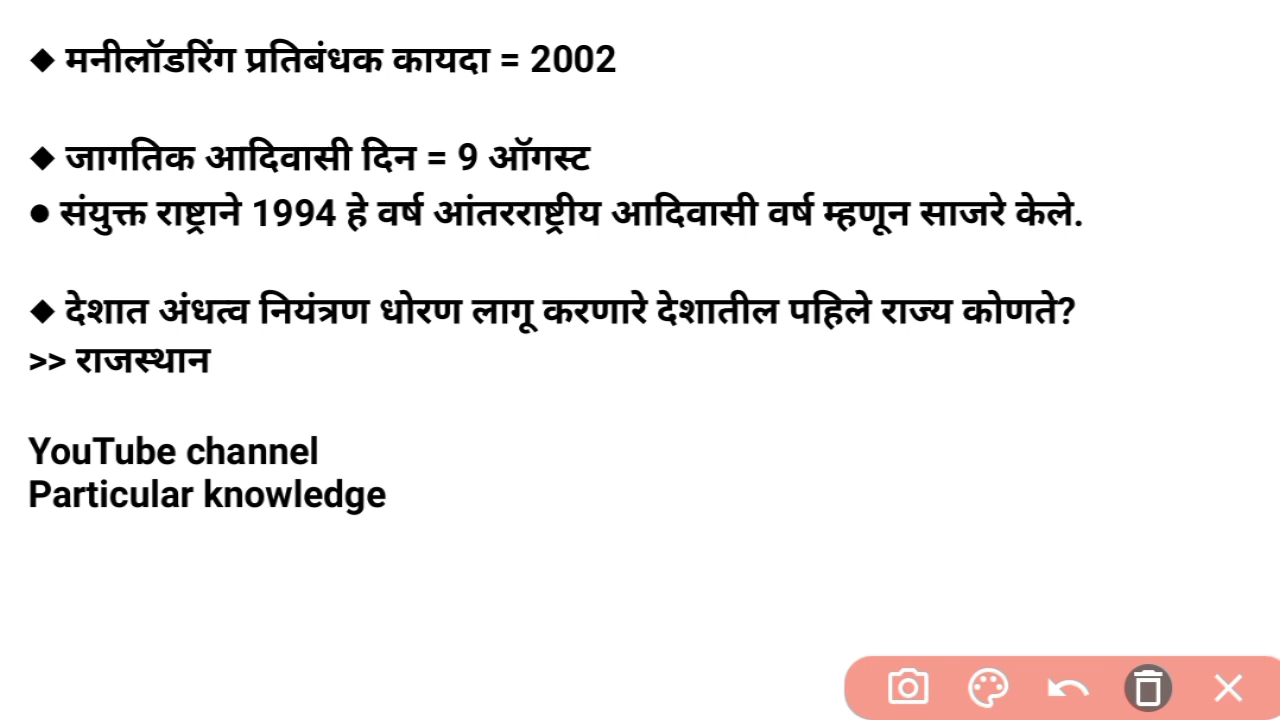 ◆ मनीलॉडरिंग प्रतिबंधक कायदा = 2002
◆ जागतिक आदिवासी दिन = 9 ऑगस्ट
● संयुक्त राष्ट्राने 1994 हे वर्ष आंतरराष्ट्रीय आदिवासी वर्ष म्हणून साजरे केले.
◆ देशात अंधत्व नियंत्रण धोरण लागू करणारे देशातील पहिले राज्य कोणते?
>> राजस्थान
YouTube channel
Particular knowledge